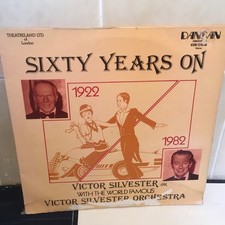 THEATRELAND LTD
of
London
DANSAN
SIXTY YEARS ON
1922
1982
VICTOR SILVESTER
WITH THE WORLD FAMOUS
VICTOR SILVESTER ORCHESTRA